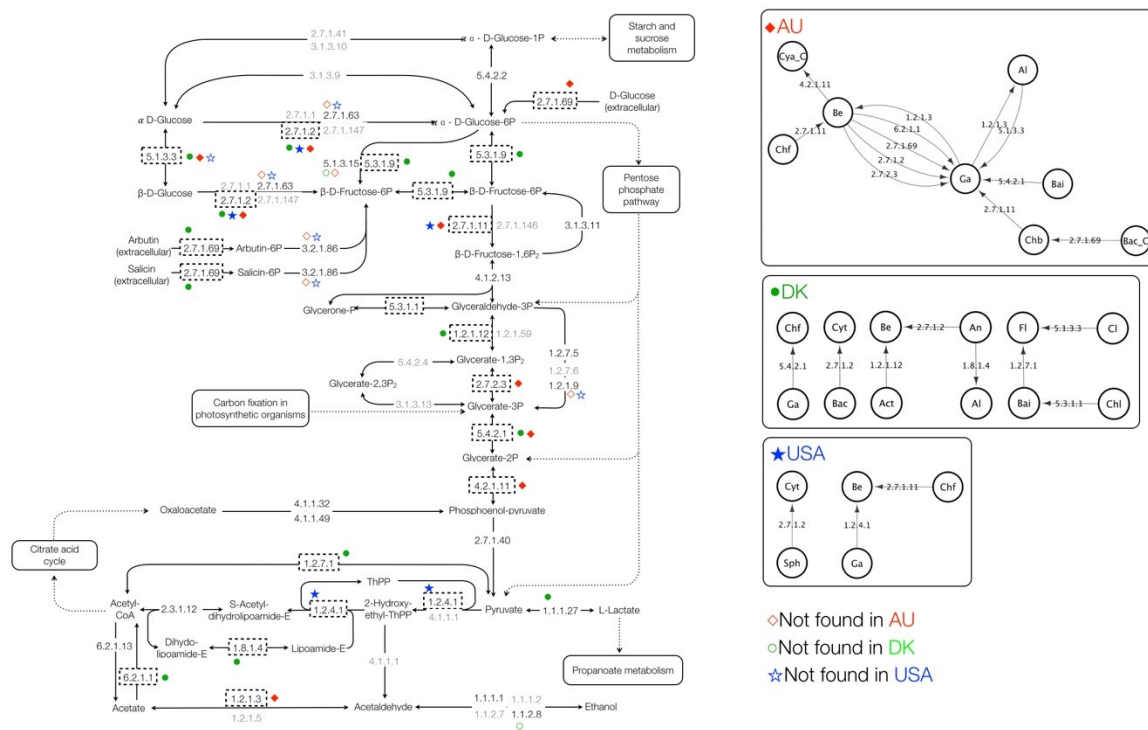 2.7.1.41
3.1.3.10
α α - D-Glucose-1P
Starch and
sucrose metabolism
3.1.3.9
5.4.2.2
2.7.1.69
D-Glucose
(extracellular)
α D-Glucose
2.7.1.1 2.7.1.63
2.7.1.2 2.7.1.147
α α - D-Glucose-6P
5.1.3.3
5.1.3.15 5.3.1.9
5.3.1.9
β-D-Glucose
2.7.1.1 2.7.1.63
2.7.1.2 2.7.1.147
β-D-Fructose-6P
5.3.1.9
β-D-Fructose-6P
Pentose
phosphate
pathway
2.7.1.11 2.7.1.146
3.1.3.11
Arbutin
(extracellular)
2.7.1.69
Arbutin-6P
3.2.1.86
β-D-Fructose-1,6P₂
Salicin
(extracellular)
2.7.1.69
Salicin-6P
3.2.1.86
4.1.2.13
Glycerone-P
5.3.1.1
Glyceraldehyde-3P
1.2.1.12 1.2.1.59
1.2.7.5
1.2.7.6
1.2.1.9
5.4.2.4
Glycerate-1,3P₂
Glycerate-2,3P₂
2.7.2.3
3.1.3.13
Carbon fixation in
photosynthetic organisms
Glycerate-3P
5.4.2.1
Glycerate-2P
4.2.1.11
Oxaloacetate
4.1.1.32
4.1.1.49
Phosphoenol-pyruvate
2.7.1.40
Citrate acid
cycle
1.2.7.1
ThPP
Acetyl-
CoA
2.3.1.12
S-Acetyl-
dihydrolipoamide-E
1.2.4.1
2-Hydroxy-
ethyl-ThPP
1.2.4.1
4.1.1.1
Pyruvate
1.1.1.27
L-Lactate
6.2.1.13
Dihydro-
lipoamide-E
1.8.1.4
Lipoamide-E
6.2.1.1
4.1.1.1
Propanoate metabolism
Acetate
1.2.1.3
1.2.1.5
Acetaldehyde
1.1.1.1 1.1.1.2
1.1.2.7 1.1.2.8
Ethanol
AU
Cya_C
4.2.1.11
Al
Be
1.2.1.3
6.2.1.1
2.7.1.69
2.7.1.2
2.7.2.3
1.2.1.3
5.1.3.3
2.7.1.11
Chf
Ga
5.4.2.1
Bai
2.7.1.11
Chb
2.7.1.69
Bac_C
DK
Chf
Cyt
Be
2.7.1.2
An
Fl
5.1.3.3
Cl
5.4.2.1
2.7.1.2
1.2.1.12
1.8.1.4
1.2.7.1
Ga
Bac
Act
Al
Bai
5.3.1.1
Chl
USA
Cyt
Be
2.7.1.11
Chf
2.7.1.2
1.2.4.1
Sph
Ga
Not found in AU
Not found in DK
Not found in USA